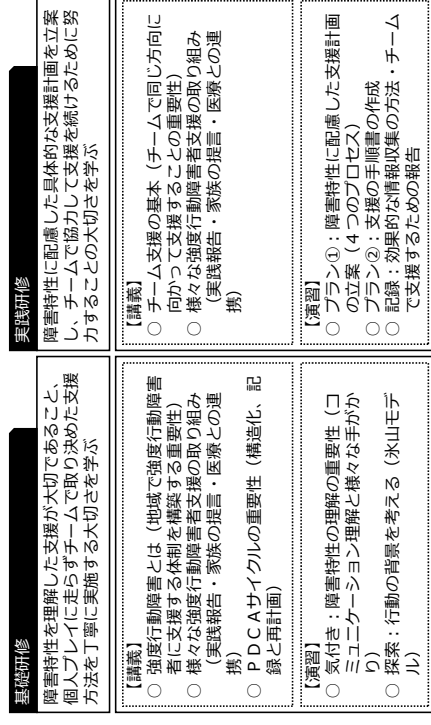 基礎研修
障害特性を理解した支援が大切であること、
個人プレイに走らずチームで取り決めた支援
方法を丁寧に実施する大切さを学ぶ
【講義】
○ 強度行動障害とは（地域で強度行動障害
者に支援する体制を構築する重要性）
○ 様々な強度行動障害者支援の取り組み
（実践報告・家族の提言・医療との連
携）
○ ＰＤＣＡサイクルの重要性（構造化、記
録と再計画）
【演習】
○ 気付き：障害特性の理解の重要性（コ
ミュニケーション理解と様々な手がか
り）
○ 探索：行動の背景を考える（氷山モデ
ル）
実践研修
障害特性に配慮した具体的な支援計画を立案
し、チームで協力して支援を続けるために努
力することの大切さを学ぶ
【講義】
○ チーム支援の基本（チームで同じ方向に
向かって支援することの重要性）
○ 様々な強度行動障害者支援の取り組み
（実践報告・家族の提言・医療との連
携）
【演習】
○ プラン①：障害特性に配慮した支援計画
の立案（４つのプロセス）
○ プラン②：支援の手順書の作成
○ 記録：効果的な情報収集の方法・チーム
で支援するための報告